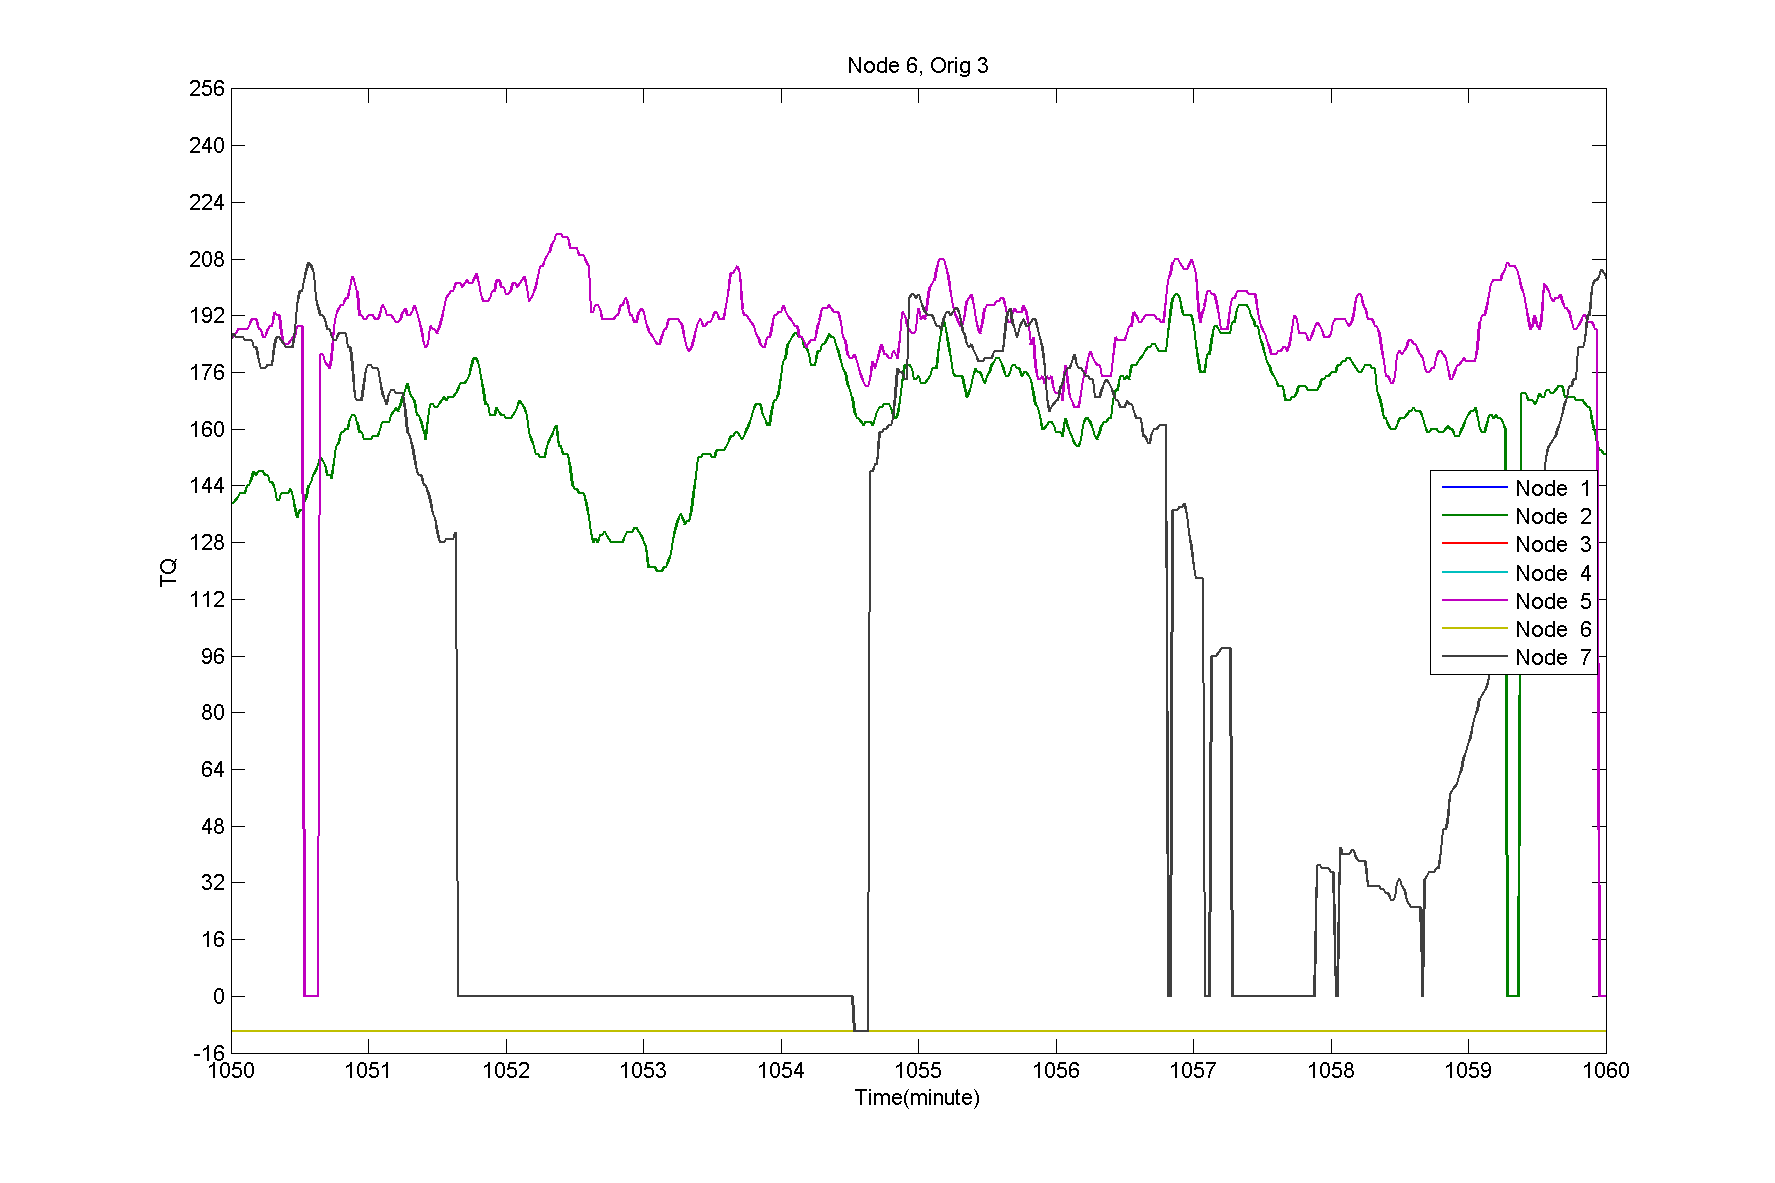 Node 6, Orig 3
256
240
224
208
192
176
160
144
128
112
96
80
64
48
32
16
0
-16
TQ
Node 1
Node 2
Node 3
Node 4
Node 5
Node 6
Node 7
1050 1051 1052 1053 1054 1055 1056 1057 1058 1059 1060
Time(minute)